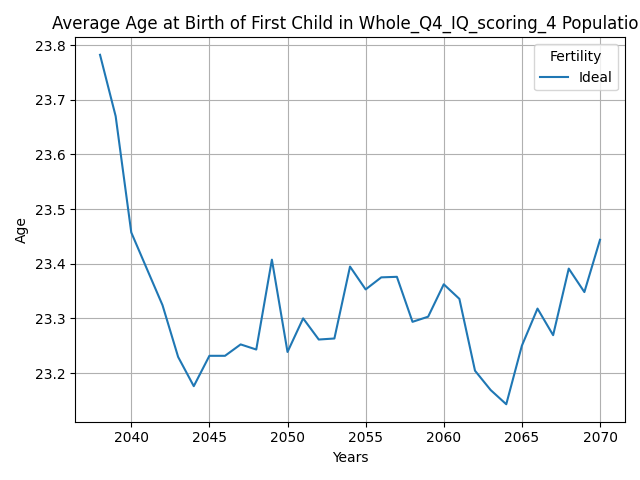 Average Age at Birth of First Child in Whole_Q4_IQ_scoring_4 Populatio
Fertility
Ideal
23.8
23.7
23.6
23.5
23.4
23.3
23.2
Age
2040 2045 2050 2055 2060 2065 2070
Years